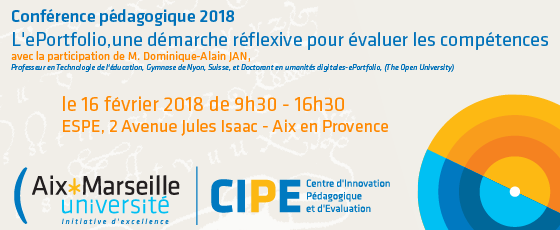 Conférence pédagogique 2018
L'ePortfolio,une démarche réflexive pour évaluer les compétences
avec la participation de M. Dominique-Alain JAN,
Professeur en Technologie de l'éducation, Gymnase de Nyon, Suisse, et Doctorant en umanités digitales-ePortfolio, (The Open University)
le 16 février 2018 de 9h30 - 16h30
ESPE, 2 Avenue Jules Isaac - Aix en Provence
Aix*Marseille
université
initiative d'excellence
CIPE
Centre d'Innovation
Pédagogique
et d'Evaluation